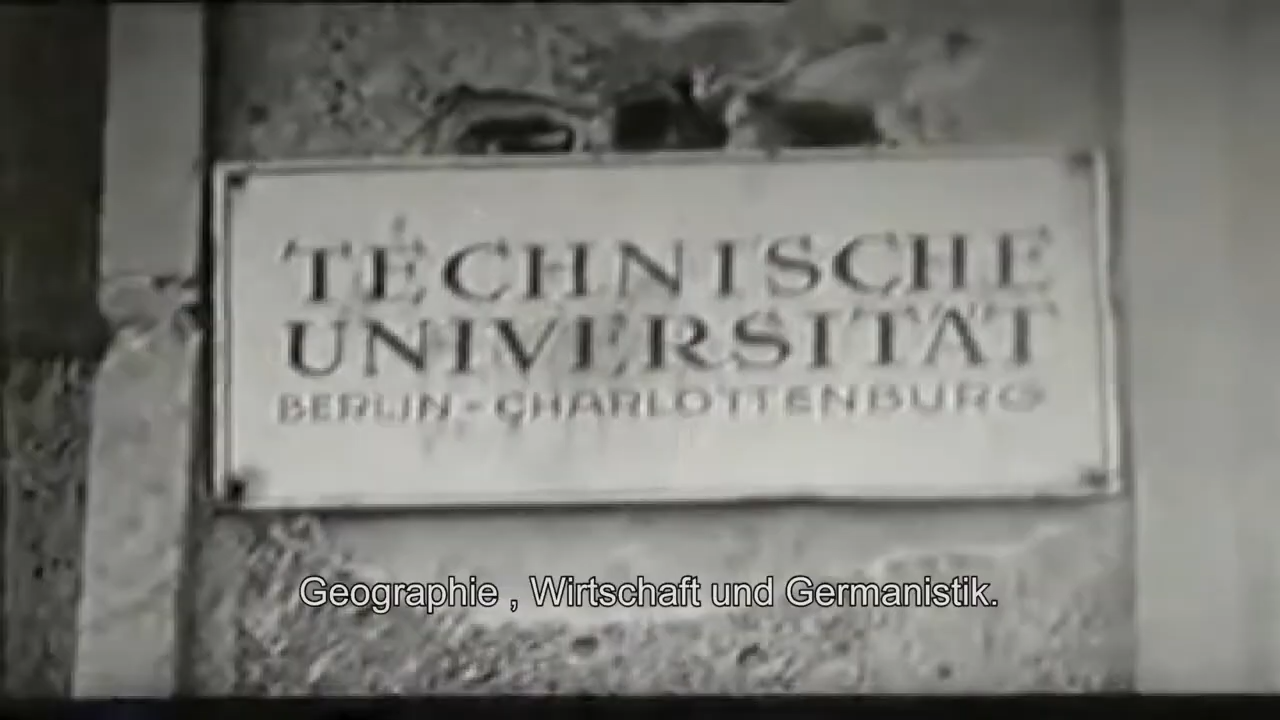 TECHNISCHE
UNIVERSITÄT
BERLIN-CHARLOTTENBURG
Geographie , Wirtschaft und Germanistik.